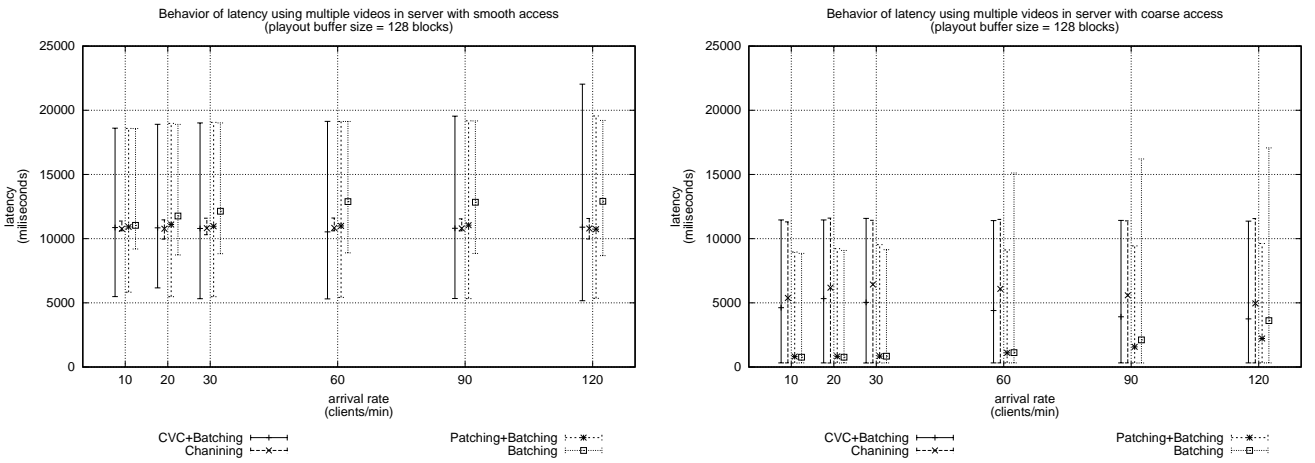 Behavior of latency using multiple videos in server with smooth access
(playout buffer size = 128 blocks)
25000
20000
15000
10000
5000
0
latency
(miliseconds)
10
20
30
60
90
120
arrival rate
(clients/min)
CVC+Batching
Chanining
Patching+Batching
Batching
Behavior of latency using multiple videos in server with coarse access
(playout buffer size = 128 blocks)
25000
20000
15000
10000
5000
0
latency
(miliseconds)
10
20
30
60
90
120
arrival rate
(clients/min)
CVC+Batching
Chanining
Patching+Batching
Batching